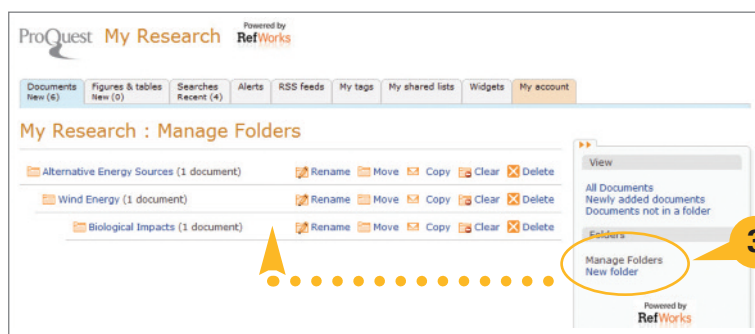 ProQuest My Research Powered by RefWorks
Documents New (6) Figures & tables New (0) Searches Recent (4) Alerts RSS feeds My tags My shared lists Widgets My account
My Research : Manage Folders
Alternative Energy Sources (1 document) Rename Move Copy Clear Delete
Wind Energy (1 document) Rename Move Copy Clear Delete
Biological Impacts (1 document) Rename Move Copy Clear Delete
View
All Documents
Newly added documents
Documents not in a folder
Folders
Manage Folders
New folder
3
Powered by
RefWorks